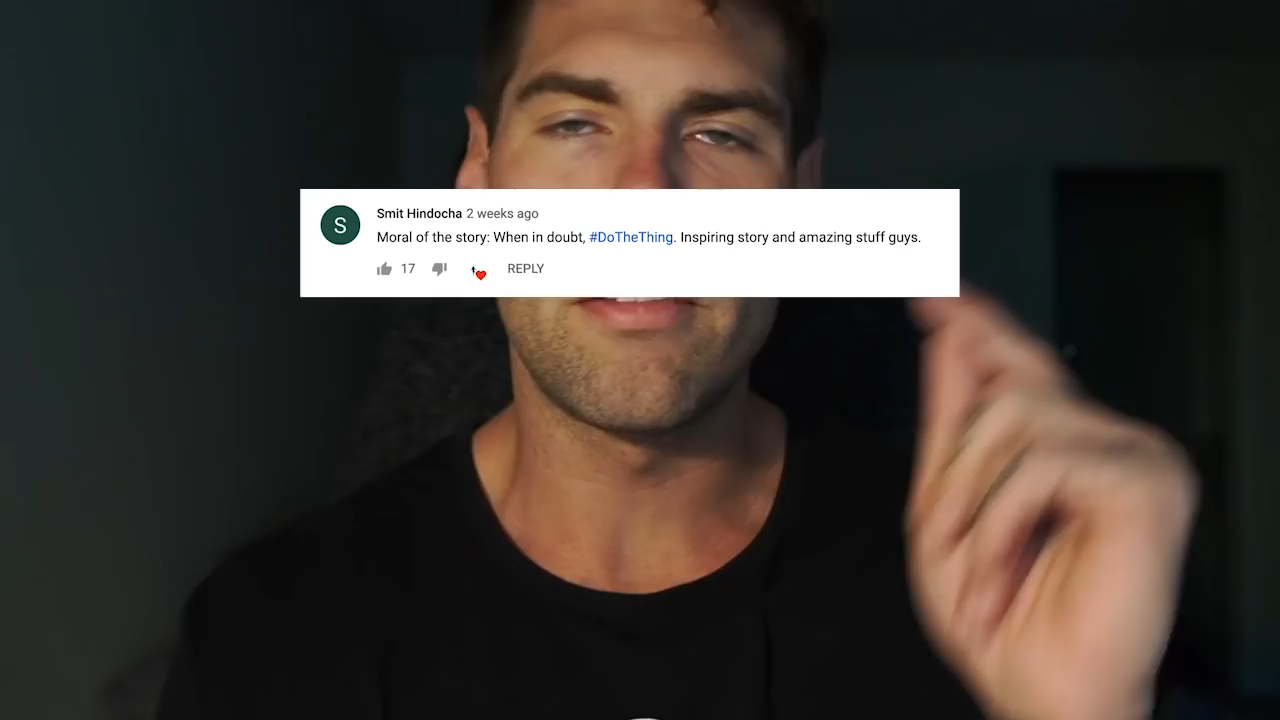 S
Smit Hindocha 2 weeks ago
Moral of the story: When in doubt, #DoTheThing. Inspiring story and amazing stuff guys.
17
REPLY